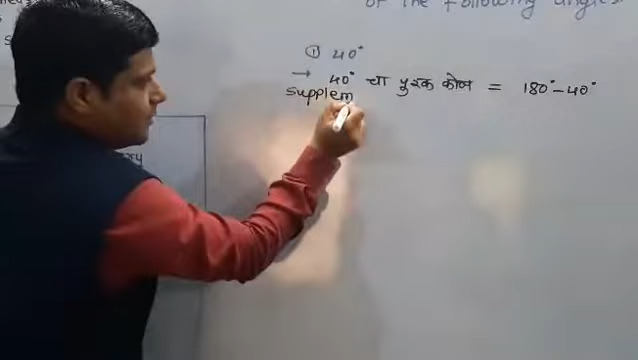 of the following angles
① 40°
→ 40° चा पुरक कोन = 180° – 40°
supplem